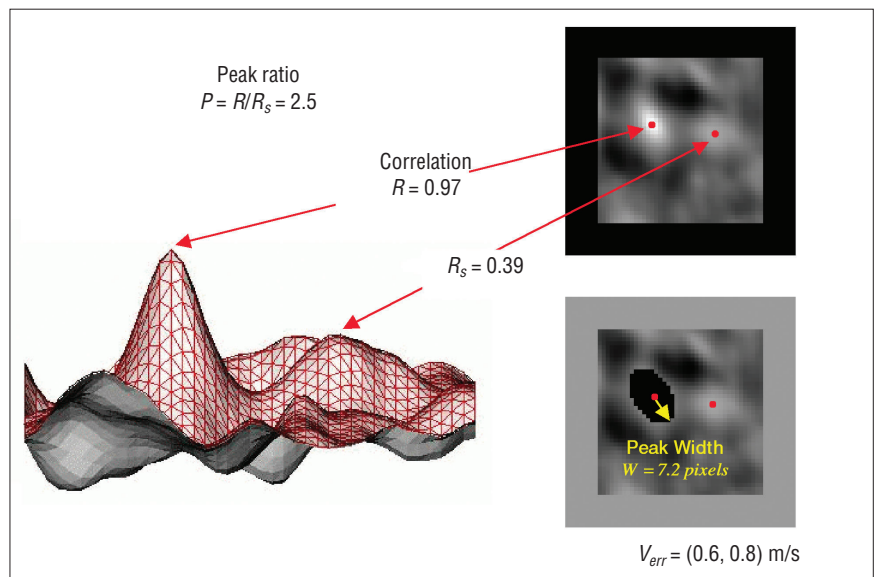 Peak ratio
P = R/Rs = 2.5
Correlation
R = 0.97
Rs = 0.39
Peak Width
W = 7.2 pixels
Verr = (0.6, 0.8) m/s